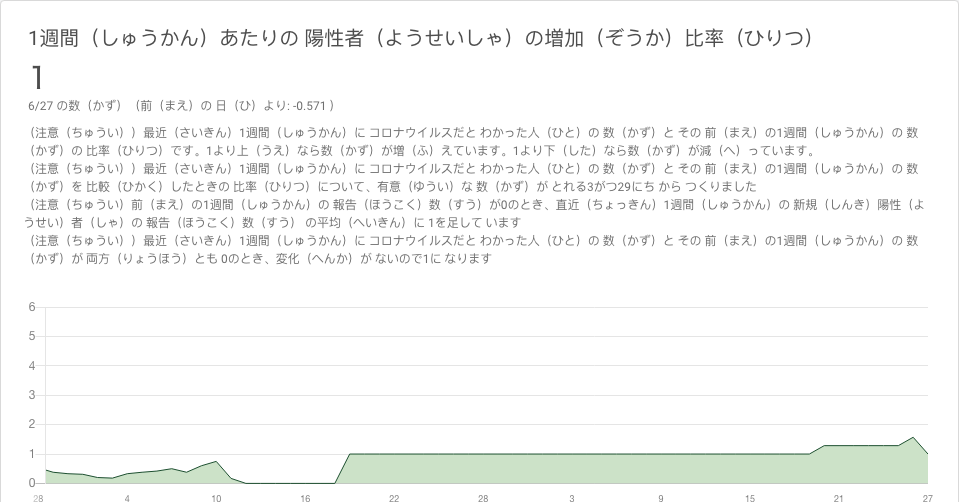 1週間（しゅうかん）あたりの 陽性者（ようせいしゃ）の増加（ぞうか）比率（ひりつ）
1
6/27 の数（かず）（前（まえ）の 日（ひ）より: -0.571 ）
（注意（ちゅうい））最近（さいきん）1週間（しゅうかん）に コロナウイルスだと わかった人（ひと）の 数（かず）と その 前（まえ）の1週間（しゅうかん）の 数
（かず）の 比率（ひりつ）です。1より上（うえ）なら数（かず）が増（ふ）えています。1より下（した）なら数（かず）が減（へ）っています。
（注意（ちゅうい））最近（さいきん）1週間（しゅうかん）に コロナウイルスだと わかった人（ひと）の 数（かず）と その 前（まえ）の1週間（しゅうかん）の 数
（かず）を 比較（ひかく）したときの 比率（ひりつ）について、有意（ゆうい）な 数（かず）が とれる3がつ29にち から つくりました
（注意（ちゅうい）前（まえ）の1週間（しゅうかん）の 報告（ほうこく）数（すう）が0のとき、直近（ちょっきん）1週間（しゅうかん）の 新規（しんき）陽性（よ
うせい）者（しゃ）の 報告（ほうこく）数（すう） の平均（へいきん）に 1を足して います
（注意（ちゅうい））最近（さいきん）1週間（しゅうかん）に コロナウイルスだと わかった人（ひと）の 数（かず）と その 前（まえ）の1週間（しゅうかん）の 数
（かず）が 両方（りょうほう）とも 0のとき、変化（へんか）が ないので1に なります
6
5
4
3
2
1
0
28 4 10 16 22 28 3 9 15 21 27